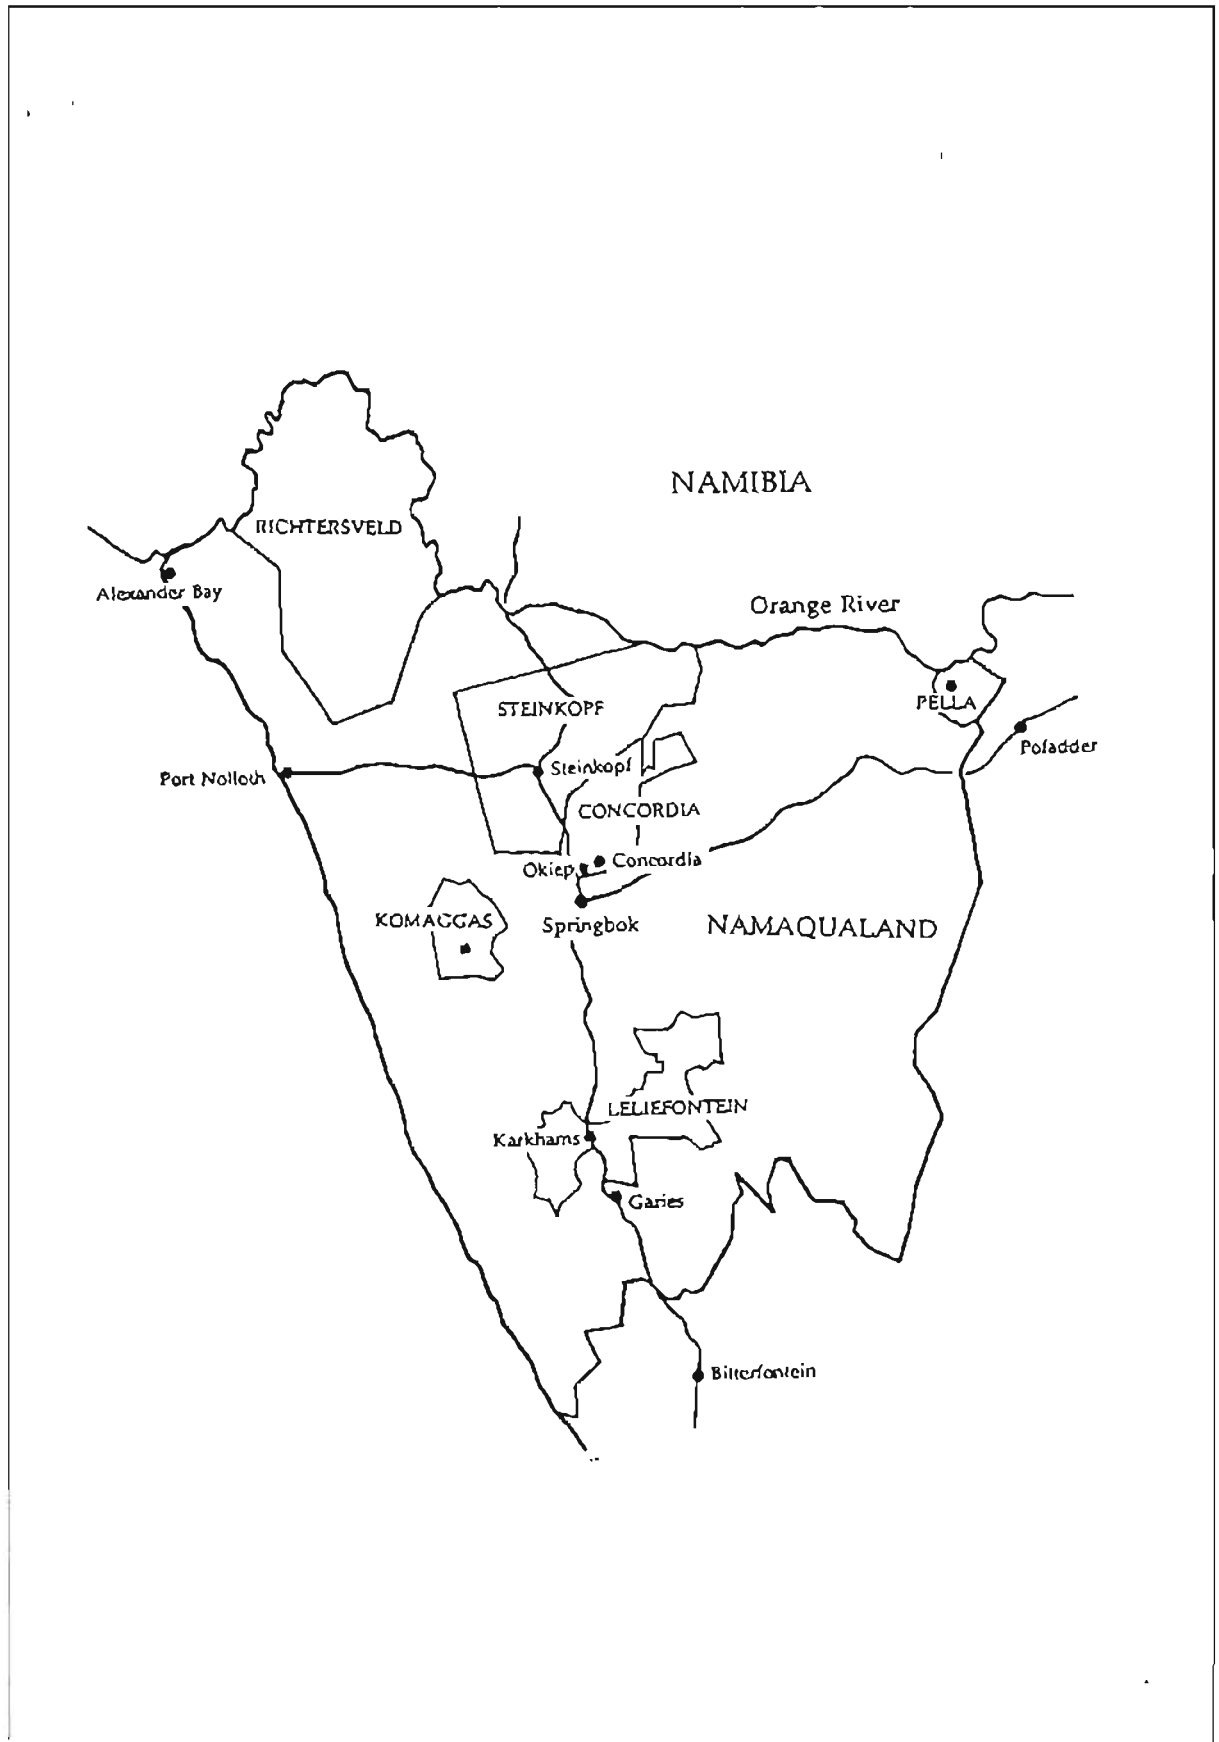 NAMIBIA
RICHTERSVELD
Alexander Bay
Orange River
PELLA
STEINKOPF
Pofadder
Steinkopf
Port Nolloth
CONCORDIA
Concordia
Okiep
KOMAGGAS
Springbok
NAMAQUALAND
LELIEFONTEIN
Karkhams
Garies
Bitterfontein